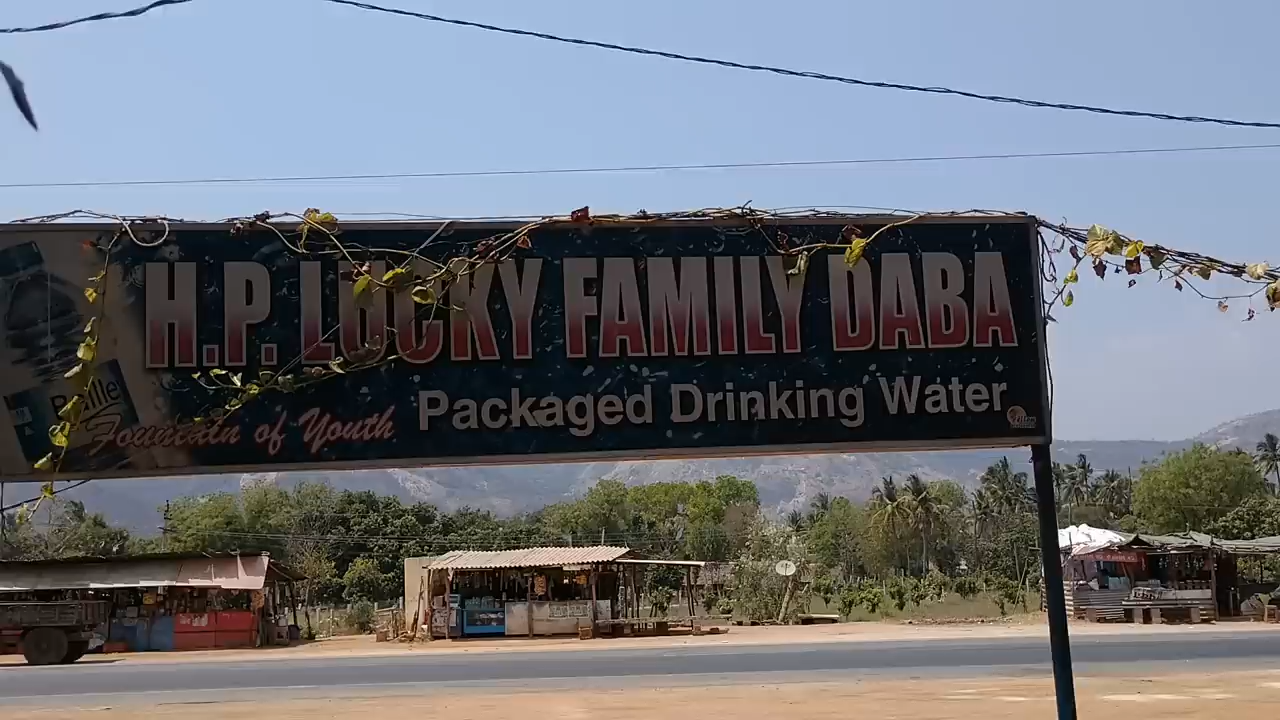 H.P. LUCKY FAMILY DABA
Fountain of Youth
Packaged Drinking Water